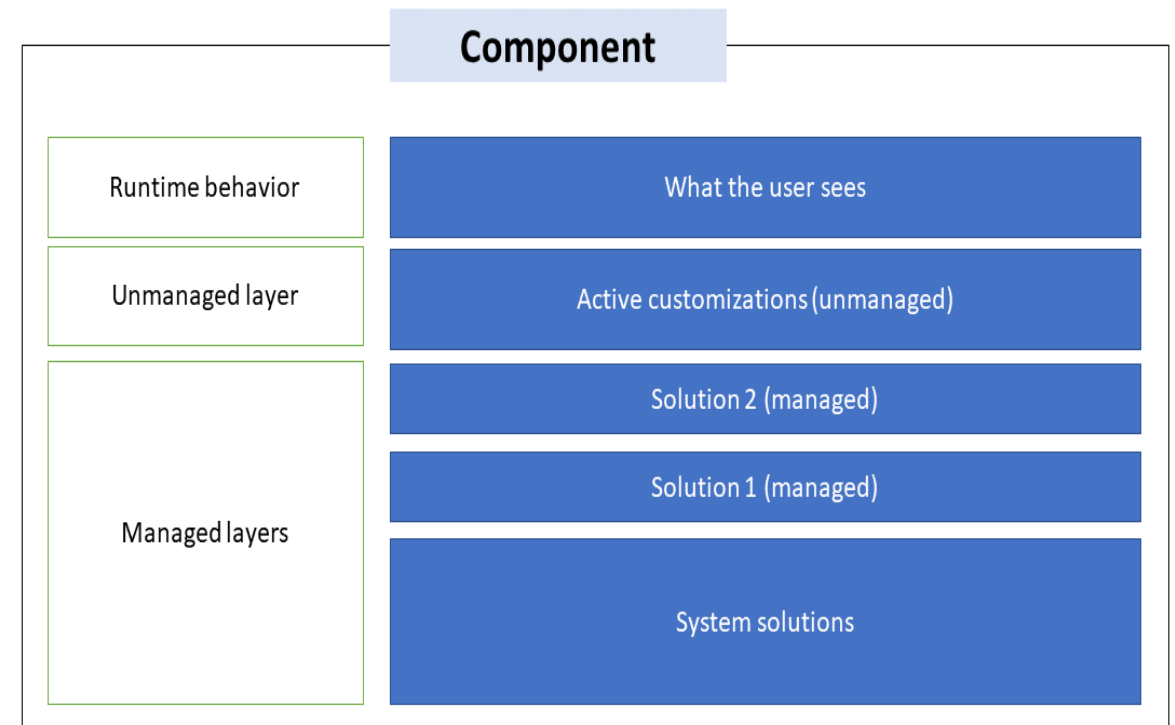 Component
Runtime behavior
What the user sees
Unmanaged layer
Active customizations (unmanaged)
Managed layers
Solution 2 (managed)
Solution 1 (managed)
System solutions